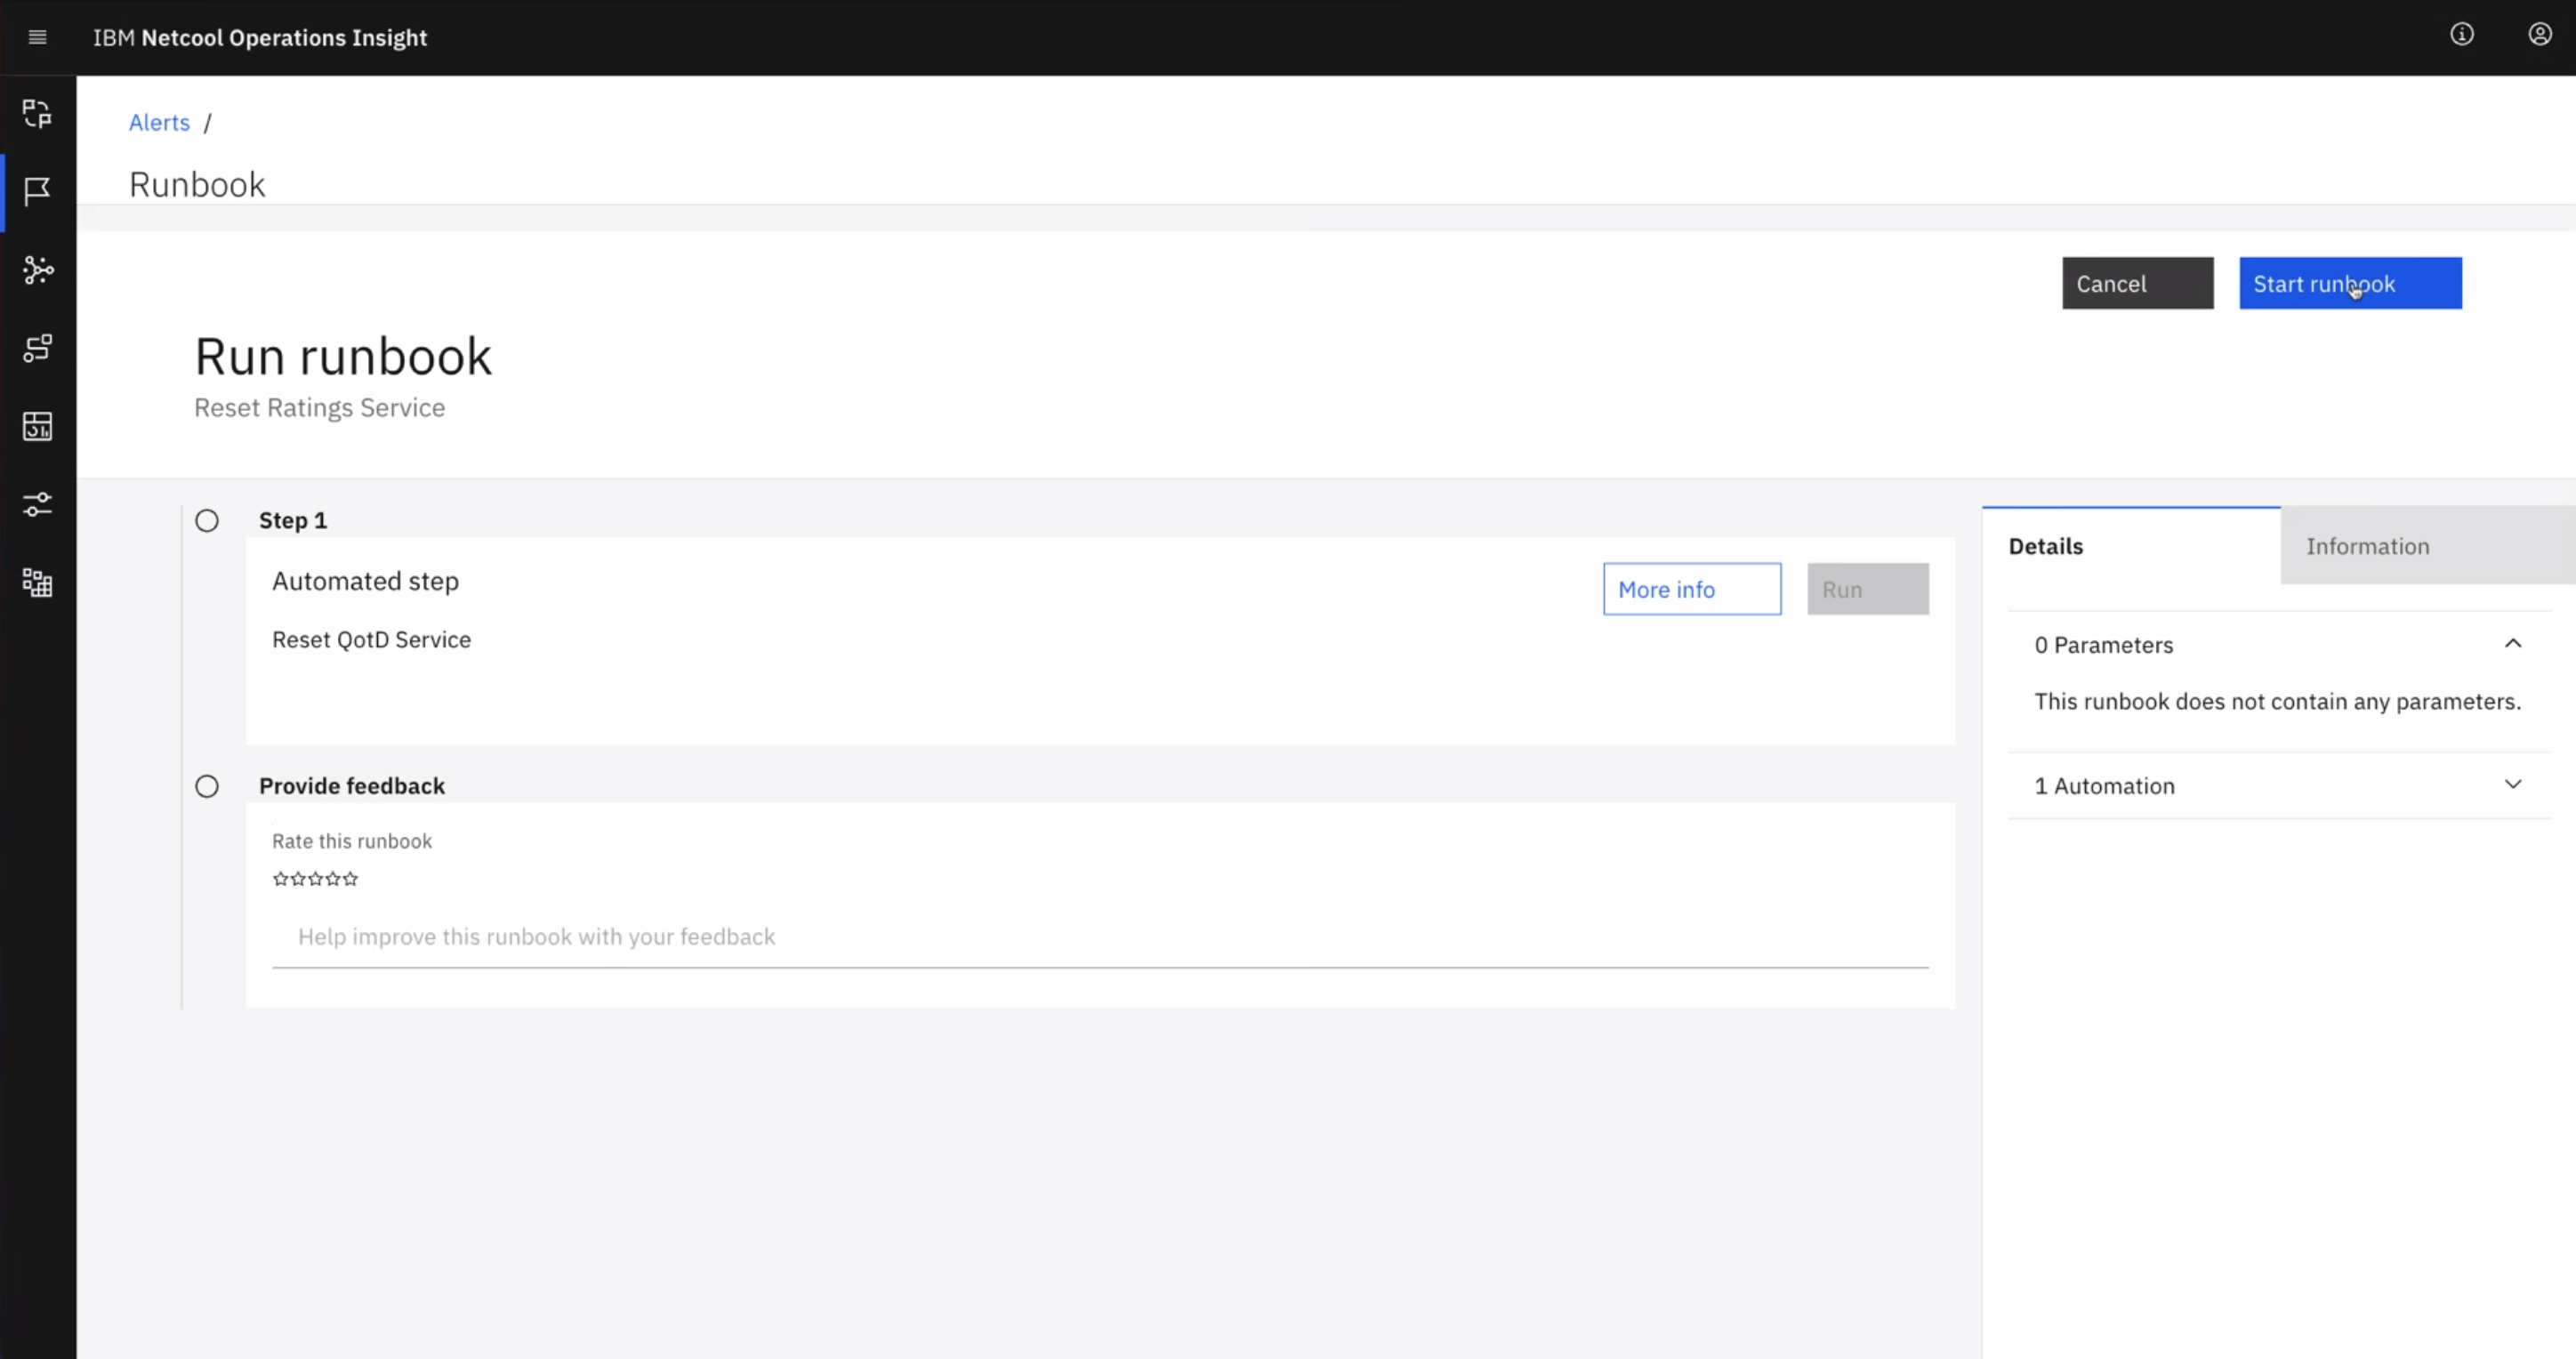 IBM Netcool Operations Insight
Alerts /
Runbook
Cancel
Start runbook
Run runbook
Reset Ratings Service
Step 1
Automated step
More info
Run
Reset QotD Service
Provide feedback
Rate this runbook
Help improve this runbook with your feedback
Details
Information
0 Parameters
This runbook does not contain any parameters.
1 Automation